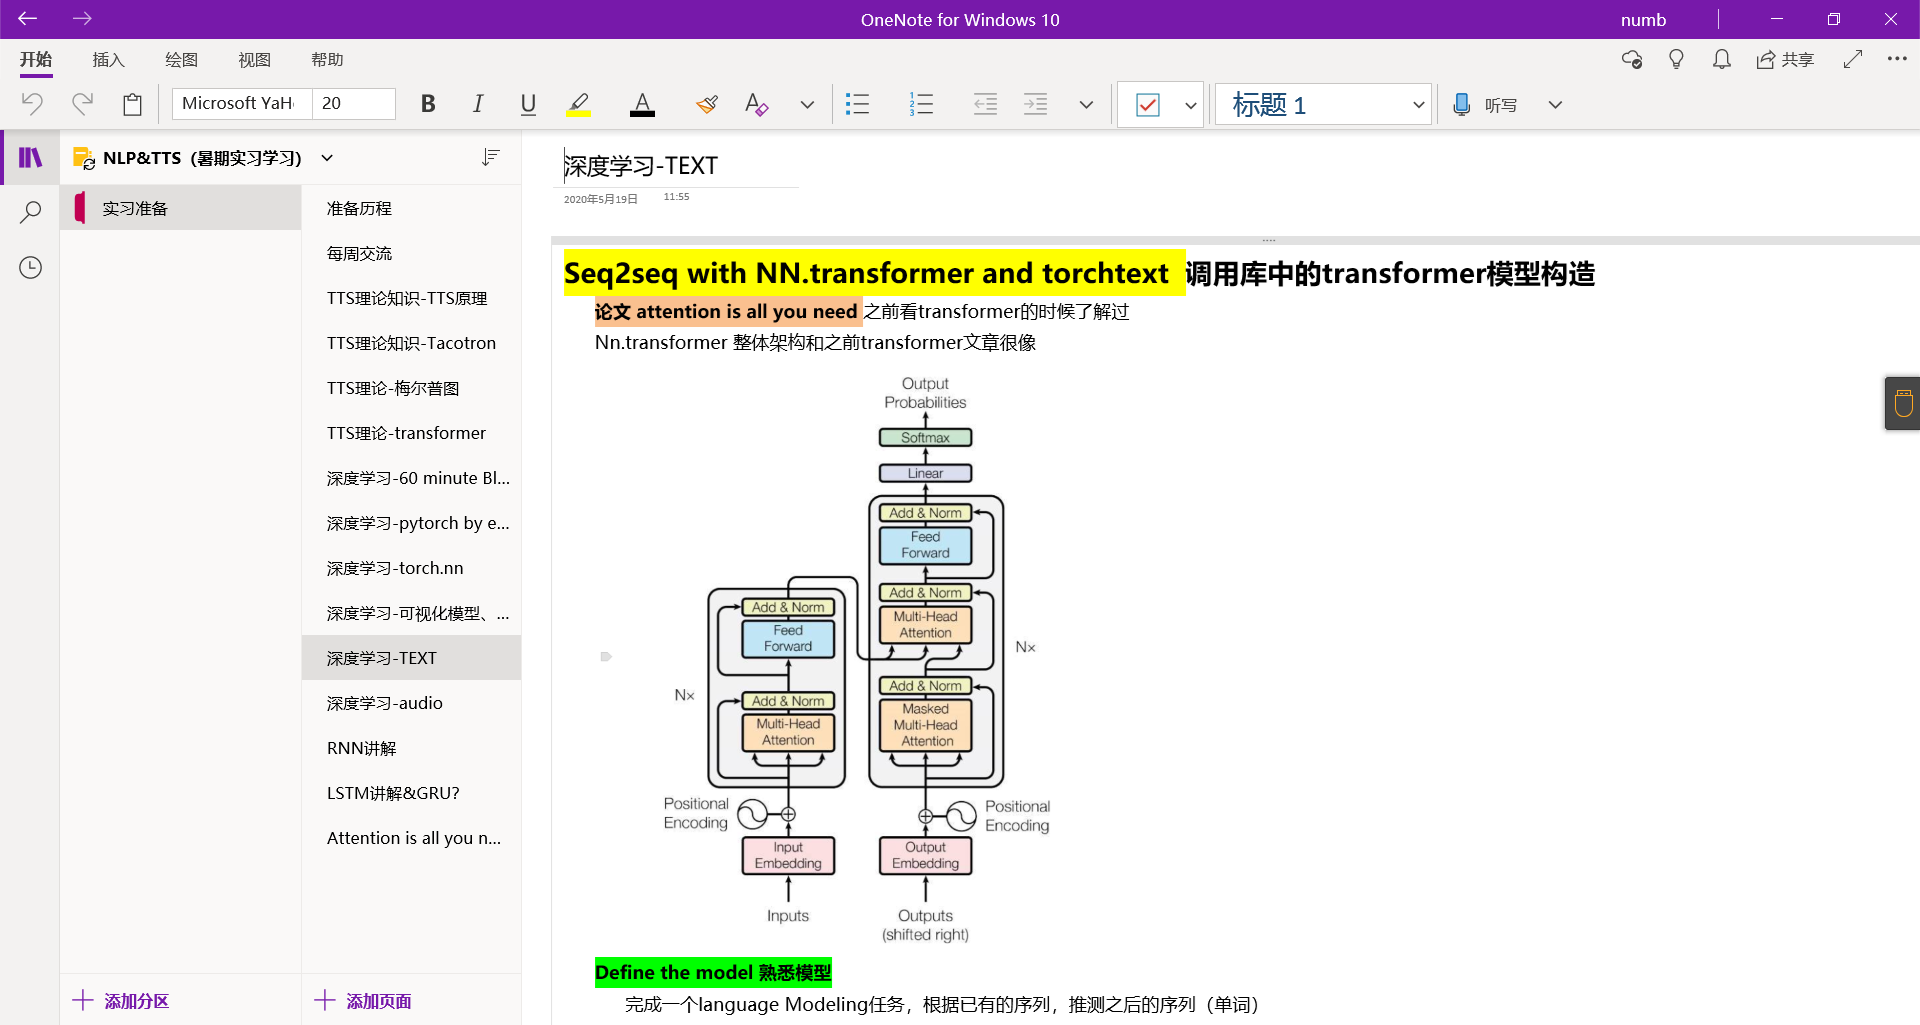 OneNote for Windows 10
numb
开始
插入
绘图
视图
帮助
共享
Microsoft YaH
20
B
I
U
A
A
标题 1
听写
NLP&TTS（暑期实习学习）
实习准备
准备历程
每周交流
TTS理论知识-TTS原理
TTS理论知识-Tacotron
TTS理论-梅尔普图
TTS理论-transformer
深度学习-60 minute Bl...
深度学习-pytorch by e...
深度学习-torch.nn
深度学习-可视化模型、...
深度学习-TEXT
深度学习-audio
RNN讲解
LSTM讲解&GRU?
Attention is all you n...
添加分区
添加页面
深度学习-TEXT
2020年5月19日
11:55
Seq2seq with NN.transformer and torchtext 调用库中的transformer模型构造
论文 attention is all you need 之前看transformer的时候了解过
Nn.transformer 整体架构和之前transformer文章很像
Output
Probabilities
Softmax
Linear
Add & Norm
Feed
Forward
Add & Norm
Multi-Head
Attention
Add & Norm
Masked
Multi-Head
Attention
N×
Add & Norm
Feed
Forward
Add & Norm
Multi-Head
Attention
N×
Positional
Encoding
Positional
Encoding
Input
Embedding
Output
Embedding
Inputs
Outputs
(shifted right)
Define the model 熟悉模型
完成一个language Modeling任务，根据已有的序列，推测之后的序列（单词）